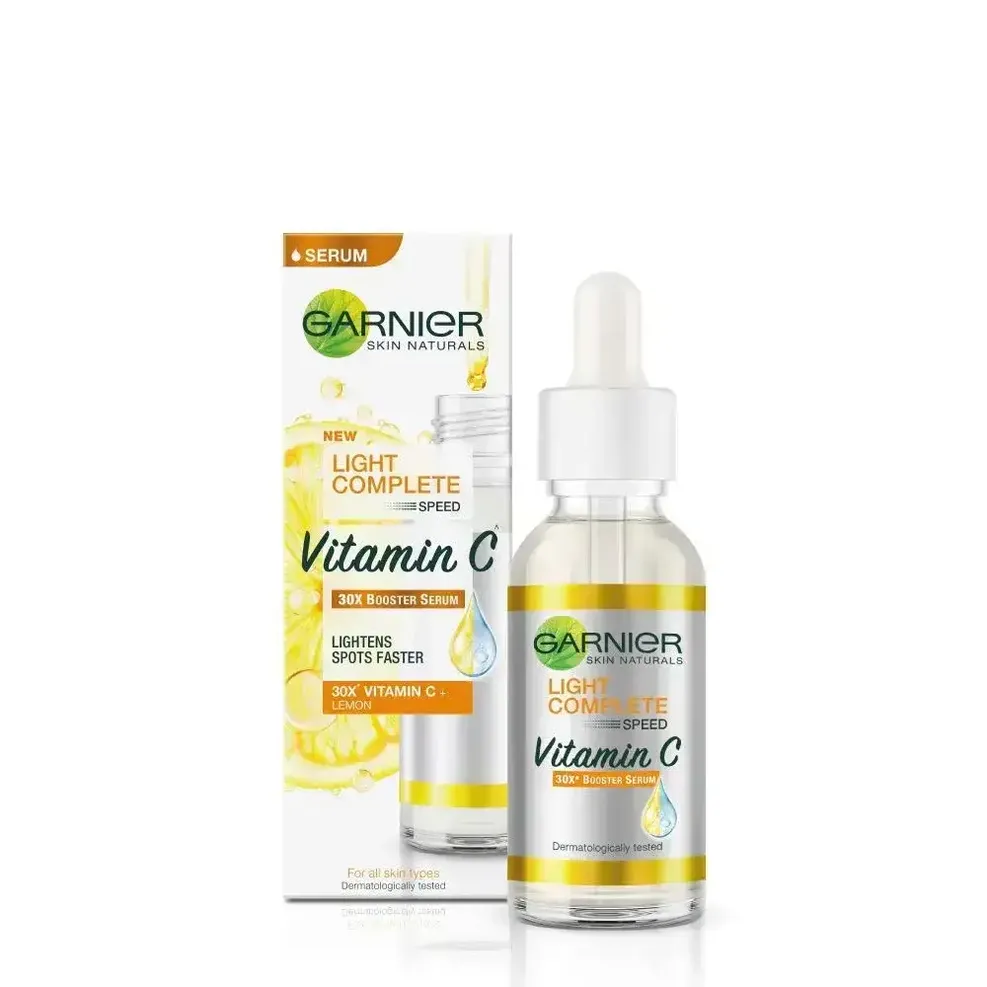 SERUM
GARNIER
SKIN NATURALS
NEW
LIGHT
COMPLETE
SPEED
Vitamin C^
30X BOOSTER SERUM
LIGHTENS
SPOTS FASTER
30X* VITAMIN C +
LEMON
For all skin types
Dermatologically tested
GARNIER
SKIN NATURALS
LIGHT
COMPLETE
SPEED
Vitamin C
30X* BOOSTER SERUM
Dermatologically tested